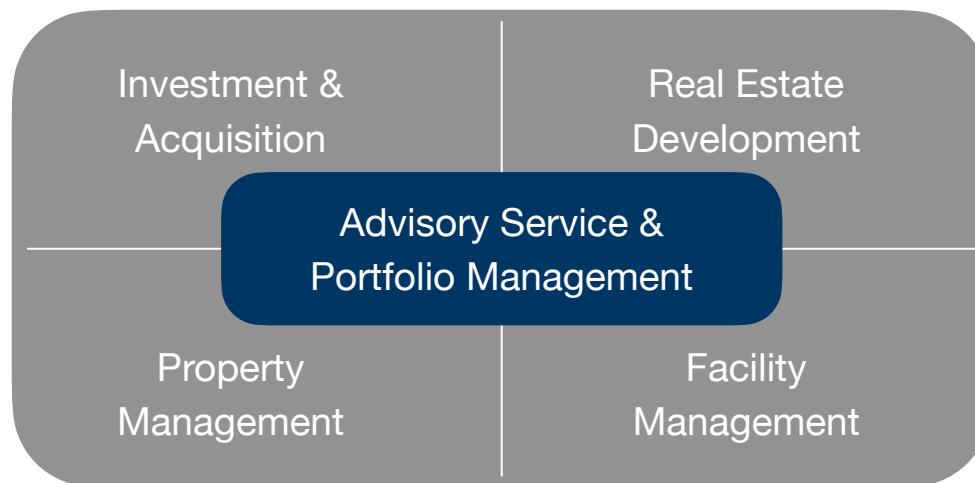 Investment &
Acquisition
Real Estate
Development
Advisory Service &
Portfolio Management
Property
Management
Facility
Management